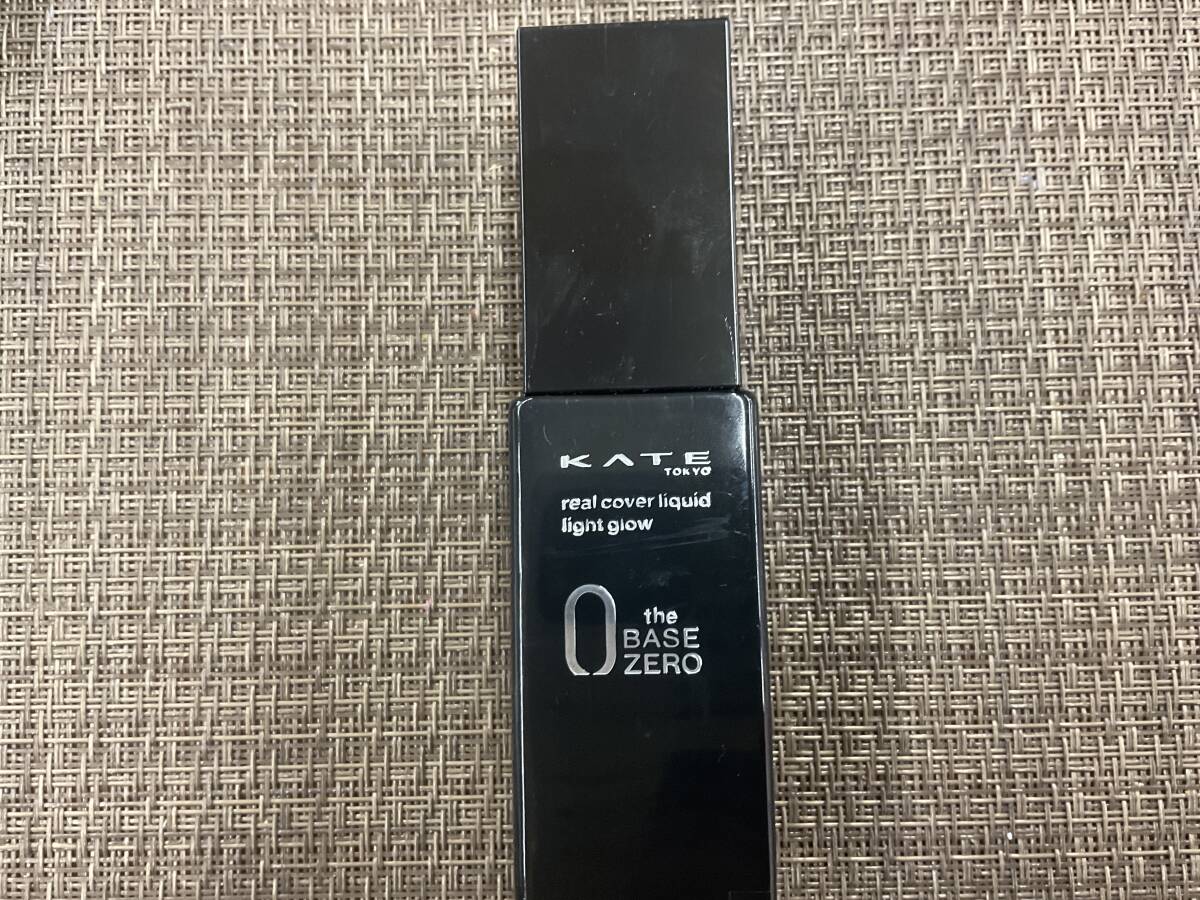 KATE
TOKYO
real cover liquid
light glow
0 the
BASE
ZERO